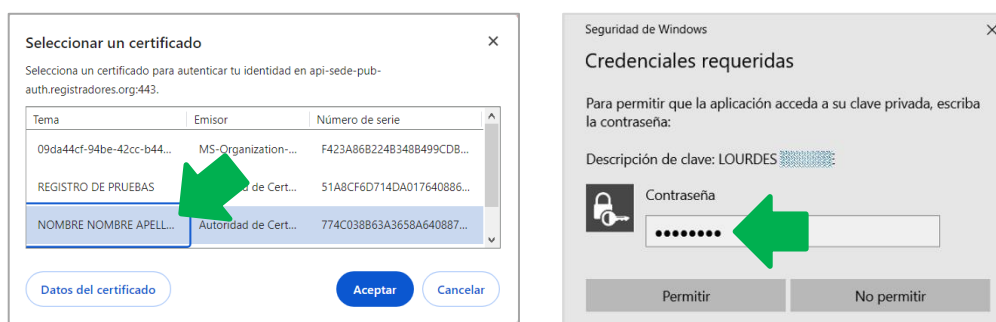 Seleccionar un certificado
Selecciona un certificado para autenticar tu identidad en api-sede-pub-
auth.registradores.org:443.
Tema Emisor Número de serie
09da44cf-94be-42cc-b44... MS-Organization-... F423A86B224B348B499CDB...
REGISTRO DE PRUEBAS de Cert... 51A8CF6D714DA017640886...
NOMBRE NOMBRE APELL... Autoridad de Cert... 774C038B63A3658A640887...
Datos del certificado Aceptar Cancelar
Seguridad de Windows
Credenciales requeridas
Para permitir que la aplicación acceda a su clave privada, escriba
la contraseña:
Descripción de clave: LOURDES
Contraseña
Permitir No permitir